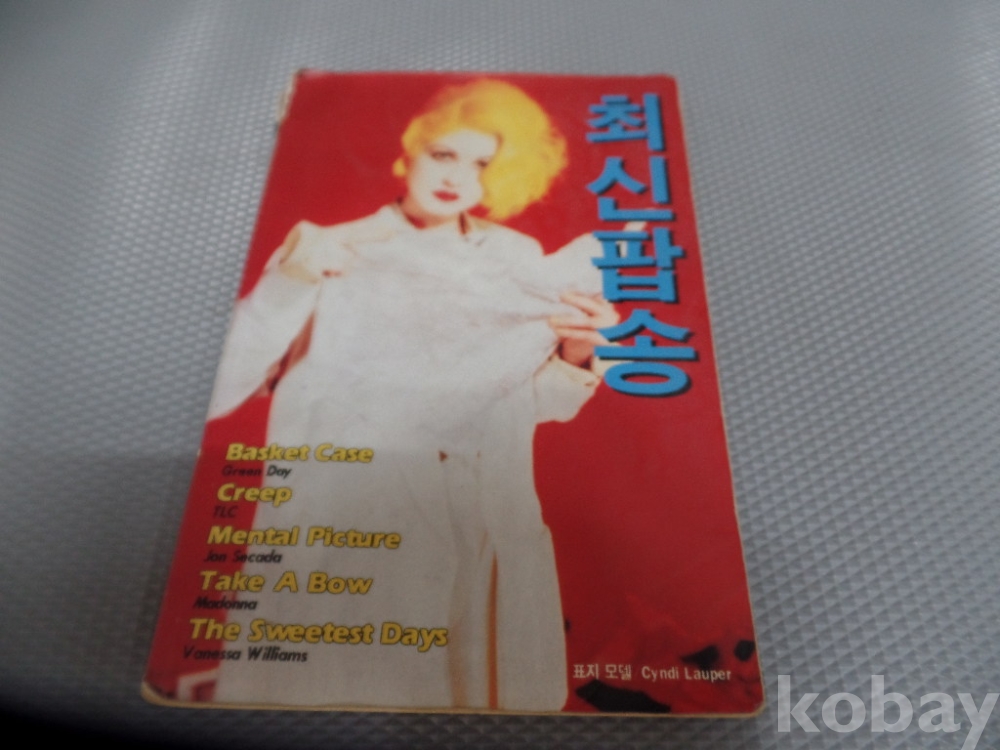 최신팝송
Basket Case
Green Day
Creep
TLC
Mental Picture
Jon Secada
Take A Bow
Madonna
The Sweetest Days
Vanessa Williams
표지 모델 Cyndi Lauper
kobay